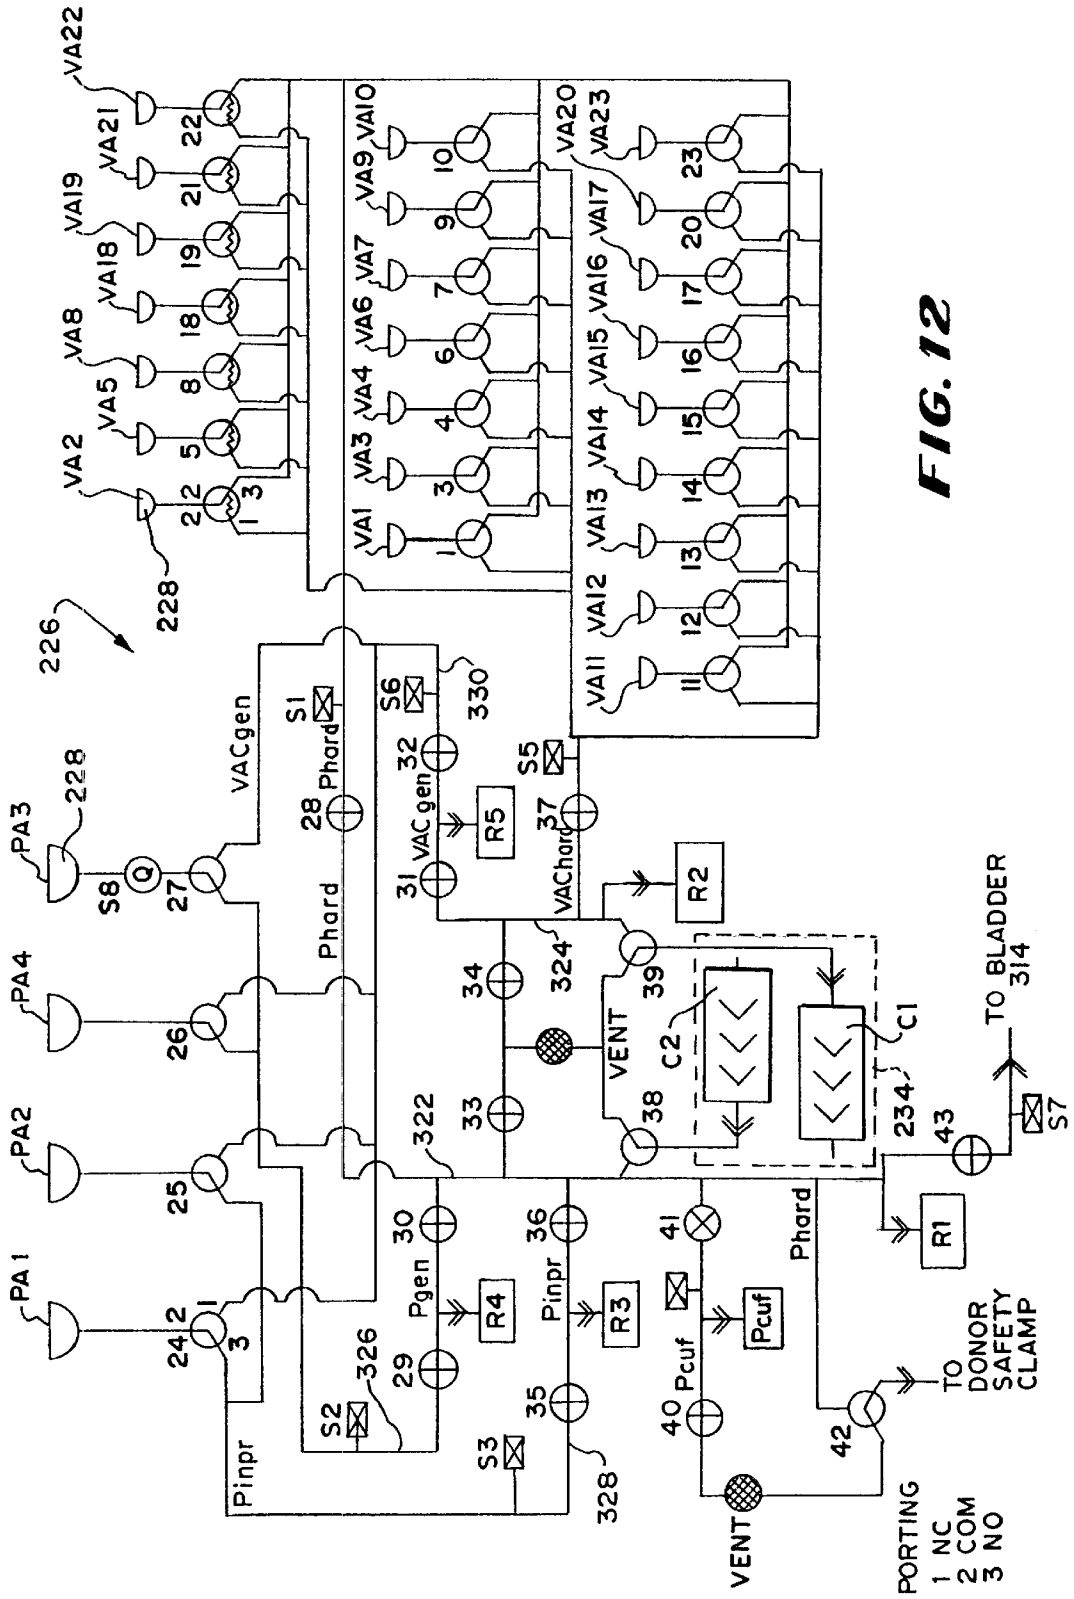 226
PA1
PA2
PA4
PA3
228
S8
Q
24
2
1
3
25
26
27
VACgen
Pinpr
S2
326
S3
328
29
Pgen
30
R4
35
Pinpr
36
R3
322
Phard
28
Phard
S1
S6
330
31
VACgen
32
R5
33
34
324
VENT
VAChard
37
S5
R2
38
39
C2
C1
234
40
Pcuf
41
Pcuf
VENT
42
Phard
TO
DONOR
SAFETY
CLAMP
R1
43
S7
TO BLADDER
314
PORTING
1 NC
2 COM
3 NO
VA2
VA5
VA8
VA18
VA19
VA21
VA22
228
2
2
1
3
5
8
18
19
21
22
VA1
VA3
VA4
VA6
VA7
VA9
VA10
1
3
4
6
7
9
10
VA11
VA12
VA13
VA14
VA15
VA16
VA17
VA20
VA23
11
12
13
14
15
16
17
20
23
FIG. 12